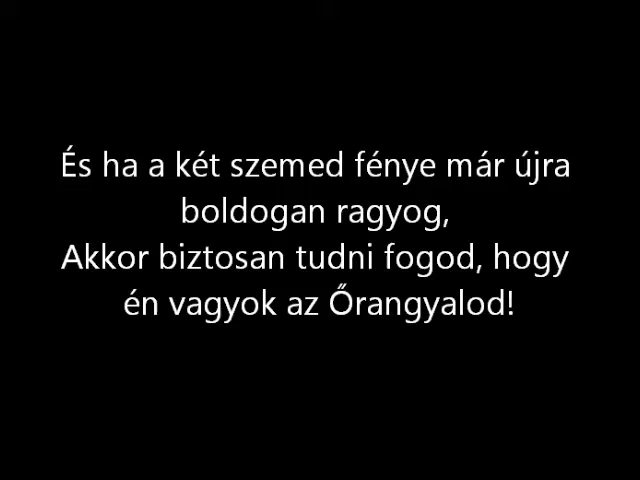 És ha a két szemed fénye már újra
boldogan ragyog,
Akkor biztosan tudni fogod, hogy
én vagyok az Őrangyalod!